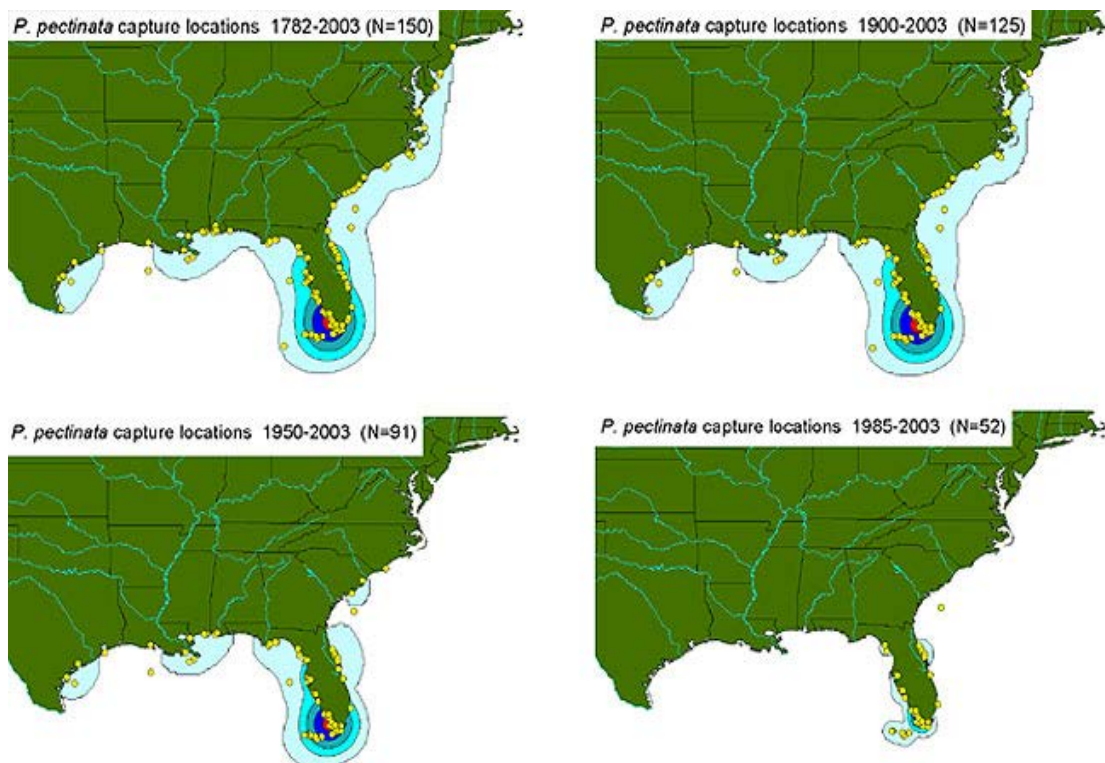 P. pectinata capture locations 1782-2003 (N=150)
P. pectinata capture locations 1900-2003 (N=125)
P. pectinata capture locations 1950-2003 (N=91)
P. pectinata capture locations 1985-2003 (N=52)